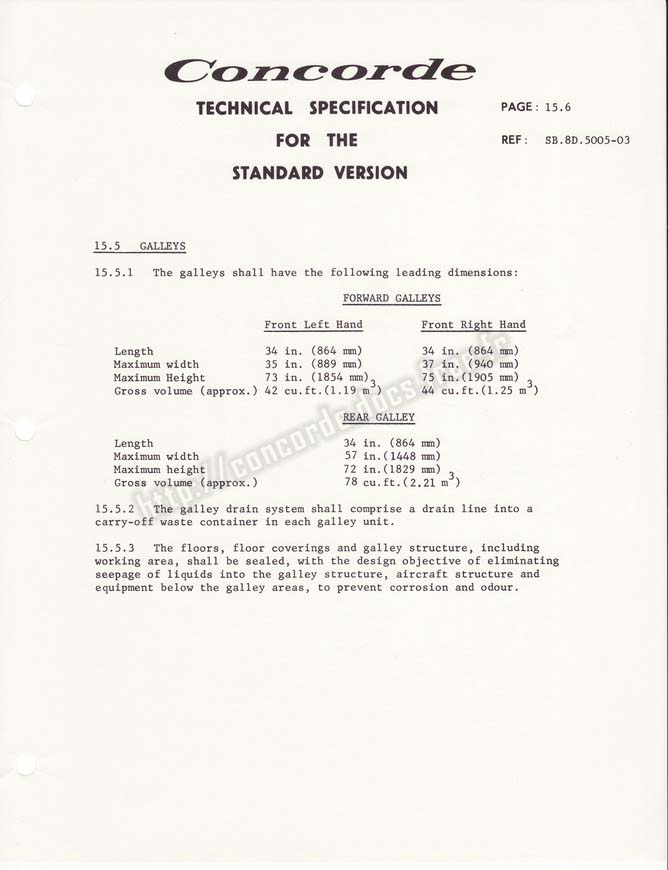 Concorde
TECHNICAL SPECIFICATION
FOR THE
STANDARD VERSION
PAGE: 15.6
REF: SB.8D.5005-03
15.5 GALLEYS
15.5.1 The galleys shall have the following leading dimensions:
FORWARD GALLEYS
Front Left Hand Front Right Hand
Length 34 in. (864 mm) 34 in. (864 mm)
Maximum width 35 in. (889 mm) 37 in. (940 mm)
Maximum Height 73 in. (1854 mm) 75 in.(1905 mm)
Gross volume (approx.) 42 cu.ft.(1.19 m³) 44 cu.ft.(1.25 m³)
REAR GALLEY
Length 34 in. (864 mm)
Maximum width 57 in.(1448 mm)
Maximum height 72 in.(1829 mm)
Gross volume (approx.) 78 cu.ft.(2.21 m³)
15.5.2 The galley drain system shall comprise a drain line into a
carry-off waste container in each galley unit.
15.5.3 The floors, floor coverings and galley structure, including
working area, shall be sealed, with the design objective of eliminating
seepage of liquids into the galley structure, aircraft structure and
equipment below the galley areas, to prevent corrosion and odour.